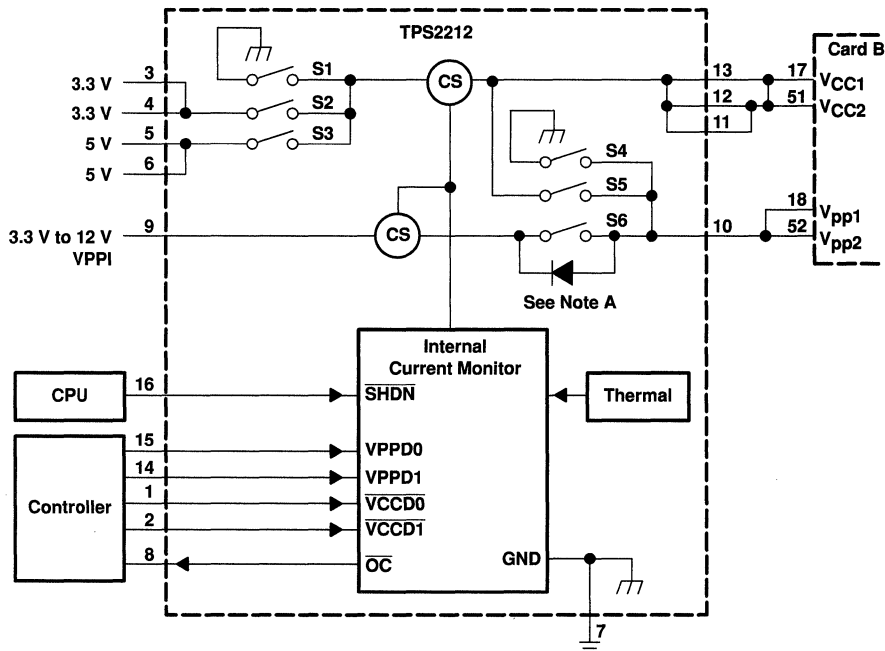 TPS2212
Card B
3
3.3 V
4
3.3 V
5
5 V
6
5 V
S1
S2
S3
CS
13
12
11
17
VCC1
51
VCC2
S4
S5
S6
9
3.3 V to 12 V
VPPI
CS
10
18
Vpp1
52
Vpp2
See Note A
Internal
Current Monitor
CPU
16
SHDN
Thermal
Controller
15
VPPD0
14
VPPD1
1
VCCD0
2
VCCD1
8
OC
GND
7